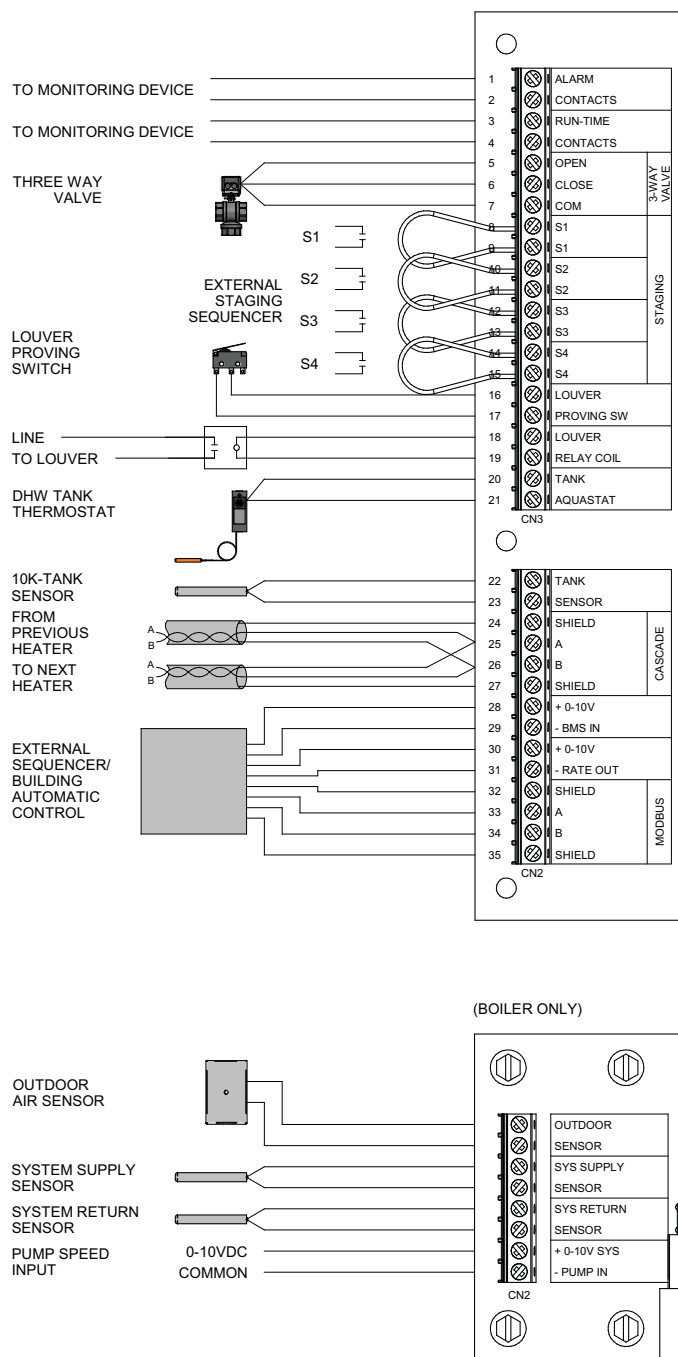 TO MONITORING DEVICE
1 ALARM
2 CONTACTS
TO MONITORING DEVICE
3 RUN-TIME
4 CONTACTS
THREE WAY
VALVE
5 OPEN
6 CLOSE
7 COM
3-WAY
VALVE
EXTERNAL
STAGING
SEQUENCER
S1
S2
S3
S4
8 S1
9 S1
10 S2
11 S2
12 S3
13 S3
14 S4
15 S4
STAGING
LOUVER
PROVING
SWITCH
16 LOUVER
17 PROVING SW
LINE
TO LOUVER
18 LOUVER
19 RELAY COIL
DHW TANK
THERMOSTAT
20 TANK
21 AQUASTAT
CN3
10K-TANK
SENSOR
22 TANK
23 SENSOR
FROM
PREVIOUS
HEATER
A
B
TO NEXT
HEATER
A
B
24 SHIELD
25 A
26 B
27 SHIELD
CASCADE
EXTERNAL
SEQUENCER/
BUILDING
AUTOMATIC
CONTROL
28 + 0-10V
29 - BMS IN
30 + 0-10V
31 - RATE OUT
32 SHIELD
33 A
34 B
35 SHIELD
MODBUS
CN2
(BOILER ONLY)
OUTDOOR
AIR SENSOR
OUTDOOR
SENSOR
SYSTEM SUPPLY
SENSOR
SYS SUPPLY
SENSOR
SYSTEM RETURN
SENSOR
SYS RETURN
SENSOR
PUMP SPEED
INPUT
0-10VDC
COMMON
+ 0-10V SYS
- PUMP IN
CN2